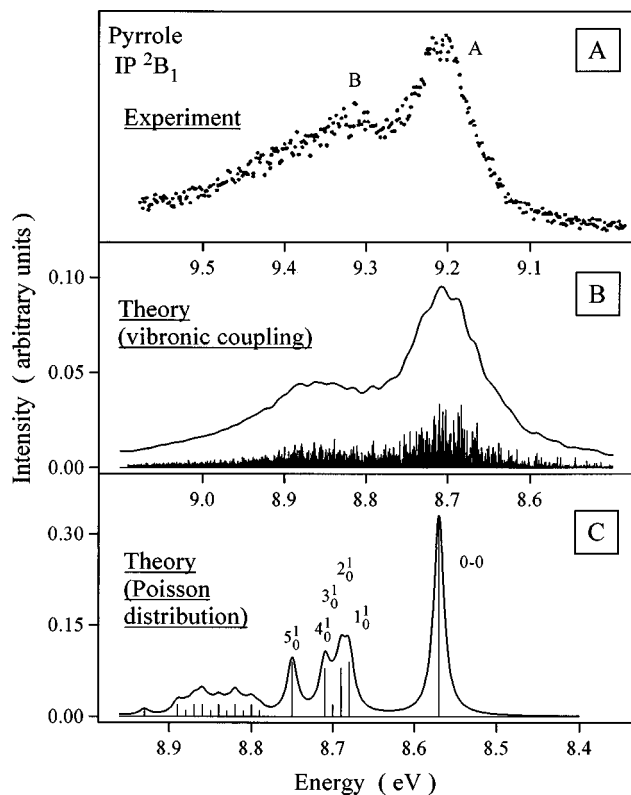 Pyrrole
IP ²B₁
A
B
A
Experiment
9.5 9.4 9.3 9.2 9.1
Intensity ( arbitrary units )
0.10
B
Theory
(vibronic coupling)
0.05
0.00
9.0 8.9 8.8 8.7 8.6
0.30
C
Theory
(Poisson
distribution)
0-0
2¹₀
3¹₀
5¹₀ 4¹₀ 1¹₀
0.15
0.00
8.9 8.8 8.7 8.6 8.5 8.4
Energy ( eV )